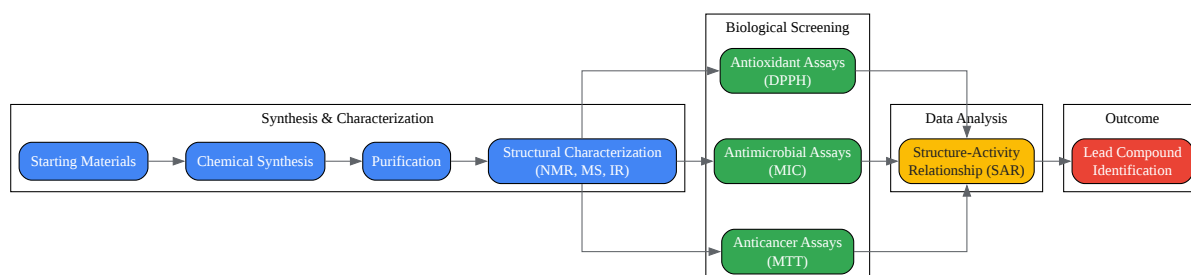 Synthesis & Characterization
Starting Materials
Chemical Synthesis
Purification
Structural Characterization
(NMR, MS, IR)
Biological Screening
Antioxidant Assays
(DPPH)
Antimicrobial Assays
(MIC)
Anticancer Assays
(MTT)
Data Analysis
Structure-Activity
Relationship (SAR)
Outcome
Lead Compound
Identification